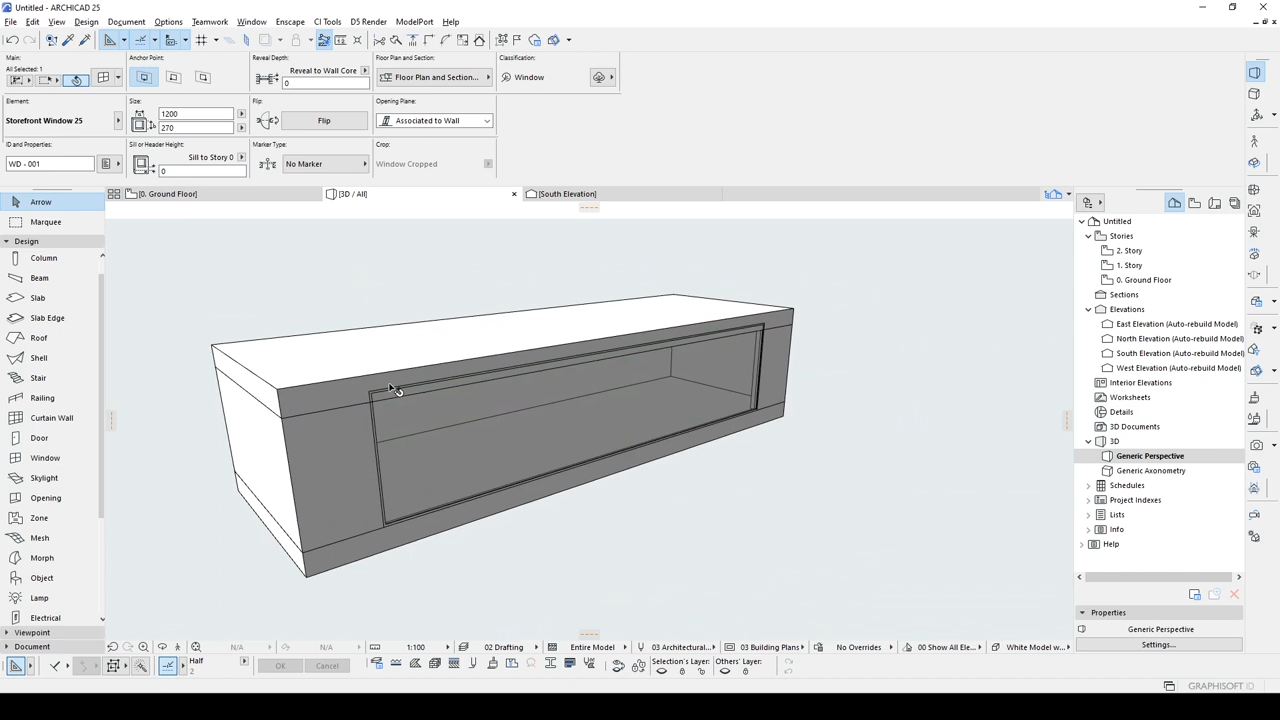 Untitled - ARCHICAD 25
File Edit View Design Document Options Teamwork Window Enscape CI Tools D5 Render ModelPort Help
Main:
All Selected: 1
Anchor Point:
Reveal Depth:
Reveal to Wall Core
0
Floor Plan and Section:
Floor Plan and Section...
Classification:
Window
Element:
Storefront Window 25
Size:
1200
270
Flip:
Flip
Opening Plane:
Associated to Wall
ID and Properties:
WD - 001
Sill or Header Height:
Sill to Story 0
0
Marker Type:
No Marker
Crop:
Window Cropped
[0. Ground Floor]
[3D / All]
[South Elevation]
Arrow
Marquee
Design
Column
Beam
Slab
Slab Edge
Roof
Shell
Stair
Railing
Curtain Wall
Door
Window
Skylight
Opening
Zone
Mesh
Morph
Object
Lamp
Electrical
Viewpoint
Document
Untitled
Stories
2. Story
1. Story
0. Ground Floor
Sections
Elevations
East Elevation (Auto-rebuild Model)
North Elevation (Auto-rebuild Model)
South Elevation (Auto-rebuild Model)
West Elevation (Auto-rebuild Model)
Interior Elevations
Worksheets
Details
3D Documents
3D
Generic Perspective
Generic Axonometry
Schedules
Project Indexes
Lists
Info
Help
Properties
Generic Perspective
Settings...
N/A
N/A
1:100
02 Drafting
Entire Model
03 Architectural...
03 Building Plans
No Overrides
00 Show All Ele...
White Model w...
Half
2
OK
Cancel
Selection's Layer:
Others' Layer:
GRAPHISOFT ID